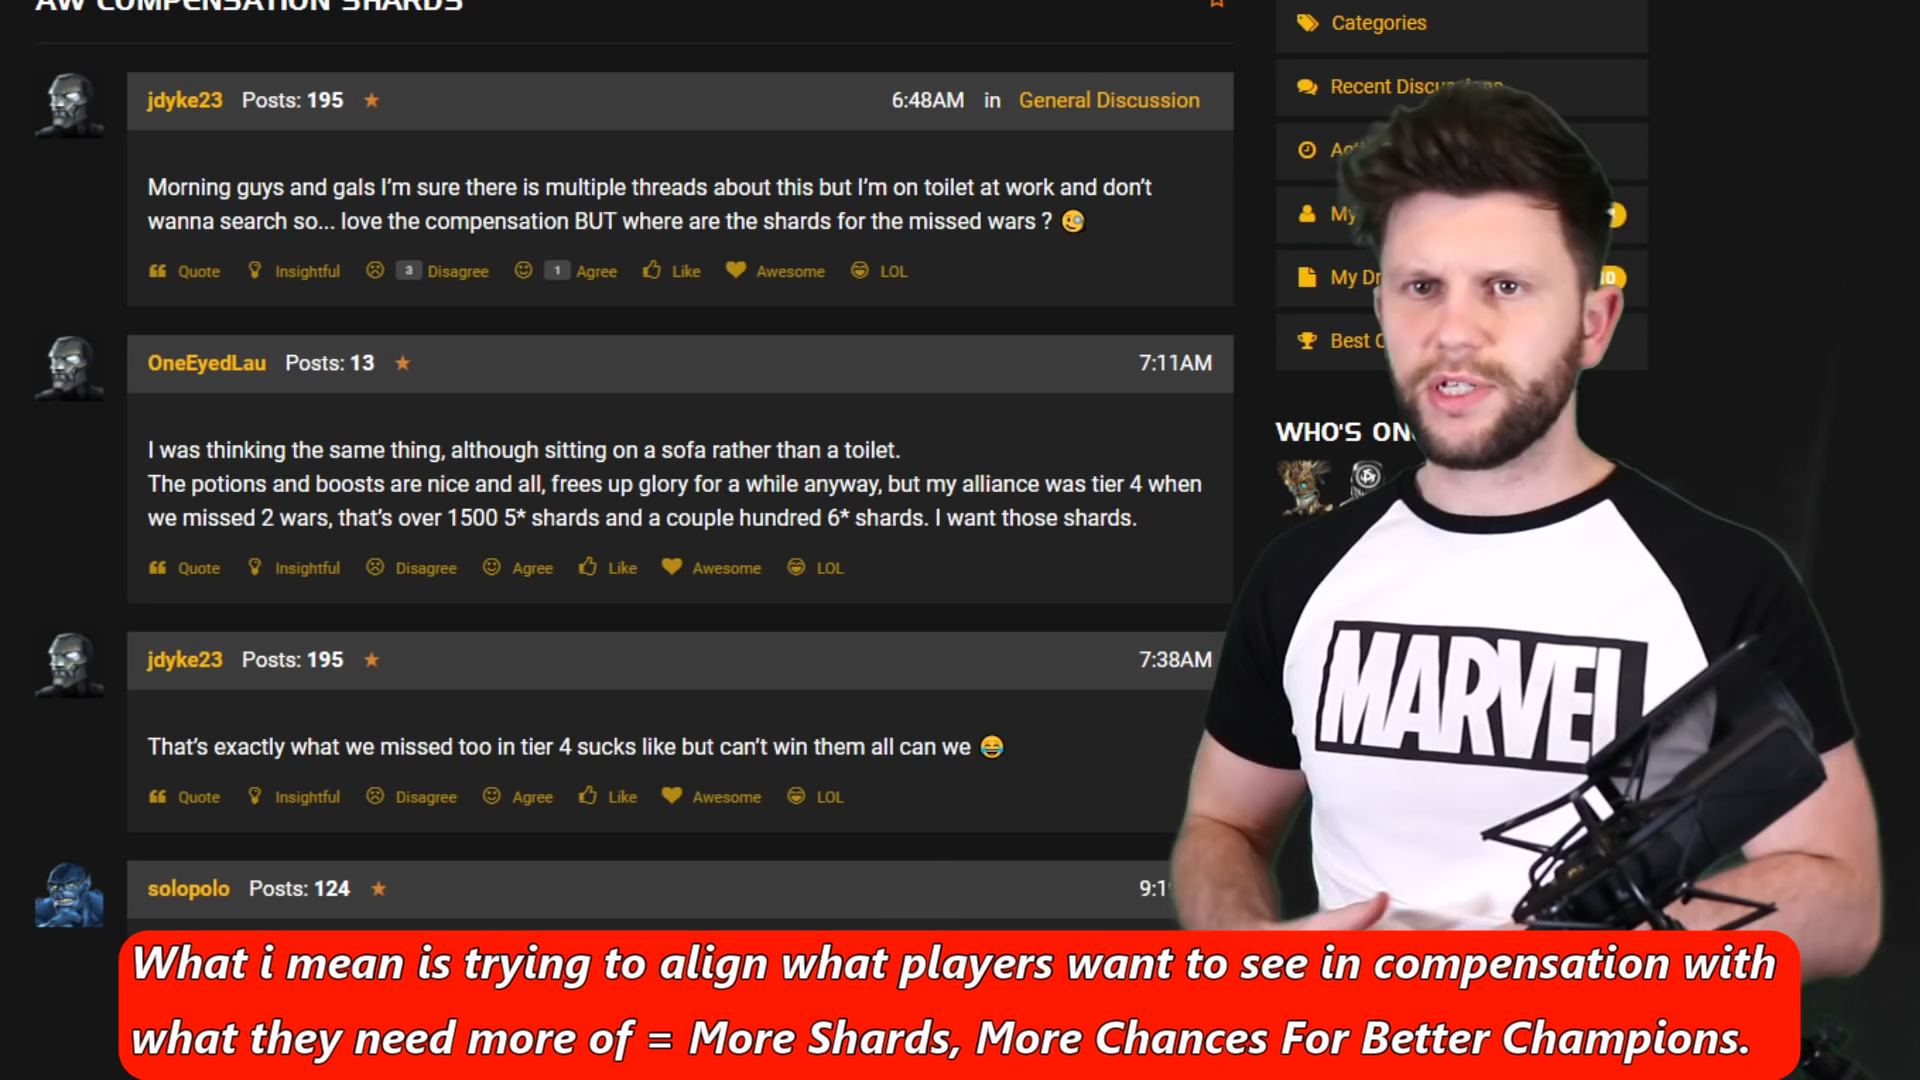 AW COMPENSATION SHARDS
Categories
jdyke23 Posts: 195 6:48AM in General Discussion
Recent Discussions
Morning guys and gals I'm sure there is multiple threads about this but I'm on toilet at work and don't
wanna search so... love the compensation BUT where are the shards for the missed wars ? 🧐
My
Quote Insightful 3 Disagree 1 Agree Like Awesome LOL
My Dr
Best
OneEyedLau Posts: 13 7:11AM
WHO'S ON
I was thinking the same thing, although sitting on a sofa rather than a toilet.
The potions and boosts are nice and all, frees up glory for a while anyway, but my alliance was tier 4 when
we missed 2 wars, that's over 1500 5* shards and a couple hundred 6* shards. I want those shards.
Quote Insightful Disagree Agree Like Awesome LOL
jdyke23 Posts: 195 7:38AM
MARVEL
That's exactly what we missed too in tier 4 sucks like but can't win them all can we 😂
Quote Insightful Disagree Agree Like Awesome LOL
solopolo Posts: 124 9:1
What i mean is trying to align what players want to see in compensation with
what they need more of = More Shards, More Chances For Better Champions.